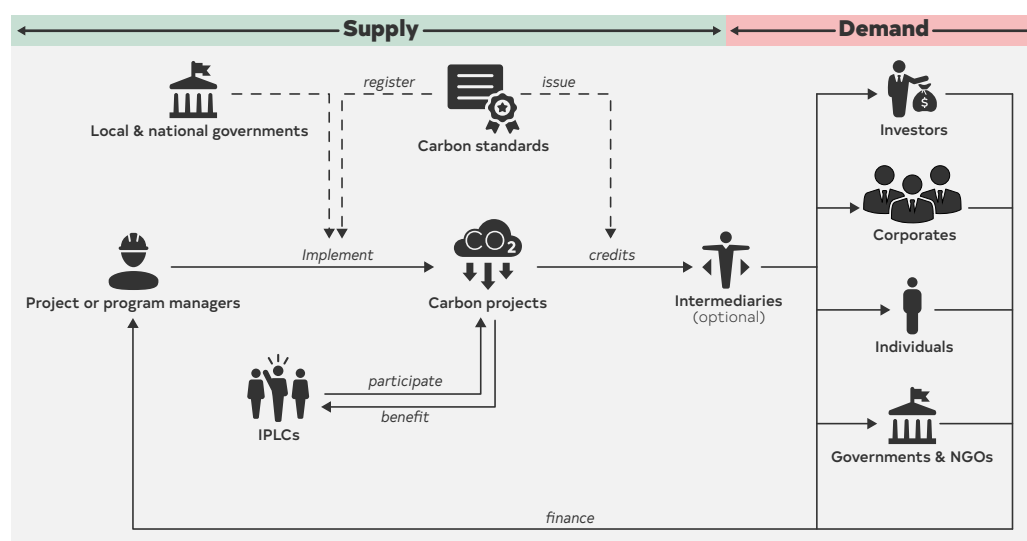 Supply
Demand
register
issue
Local & national governments
Carbon standards
Investors
$
Corporates
Implement
CO2
credits
Project or program managers
Carbon projects
Intermediaries
(optional)
Individuals
participate
benefit
IPLCs
Governments & NGOs
finance